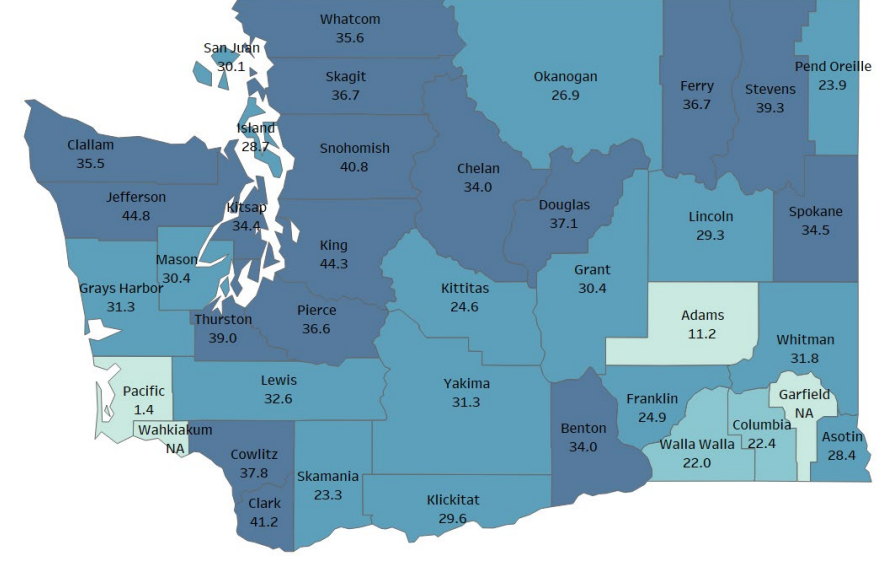 Whatcom
35.6
San Juan
30.1
Skagit
36.7
Okanogan
26.9
Ferry
36.7
Stevens
39.3
Pend Oreille
23.9
Island
28.7
Clallam
35.5
Snohomish
40.8
Chelan
34.0
Jefferson
44.8
Kitsap
34.4
Douglas
37.1
Lincoln
29.3
Spokane
34.5
King
44.3
Mason
30.4
Grant
30.4
Grays Harbor
31.3
Kittitas
24.6
Thurston
39.0
Pierce
36.6
Adams
11.2
Whitman
31.8
Pacific
1.4
Lewis
32.6
Yakima
31.3
Franklin
24.9
Garfield
NA
Wahkiakum
NA
Benton
34.0
Columbia
22.4
Walla Walla
22.0
Asotin
28.4
Cowlitz
37.8
Skamania
23.3
Clark
41.2
Klickitat
29.6